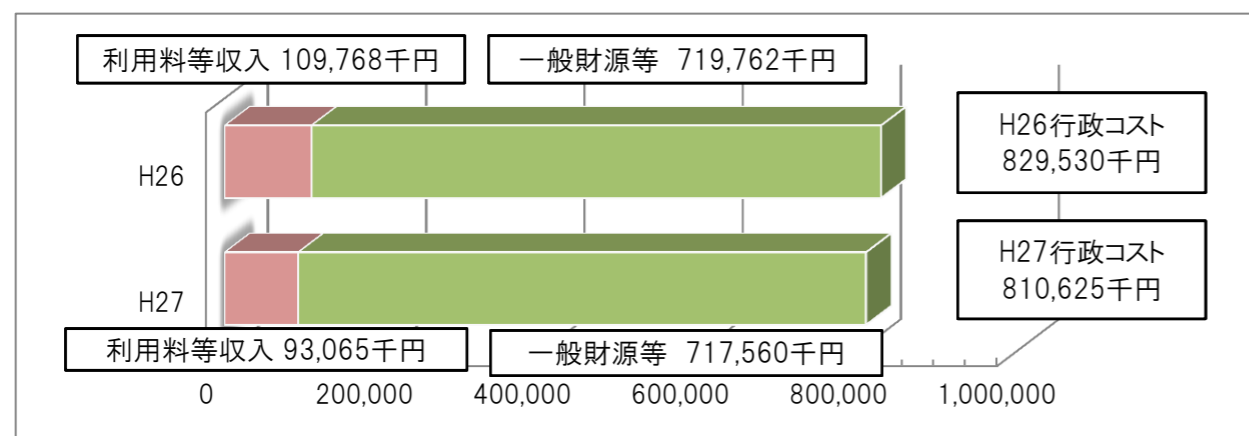 利用料等収入 109,768千円
一般財源等 719,762千円
H26
H26行政コスト
829,530千円
H27行政コスト
810,625千円
H27
利用料等収入 93,065千円
一般財源等 717,560千円
0
200,000
400,000
600,000
800,000
1,000,000